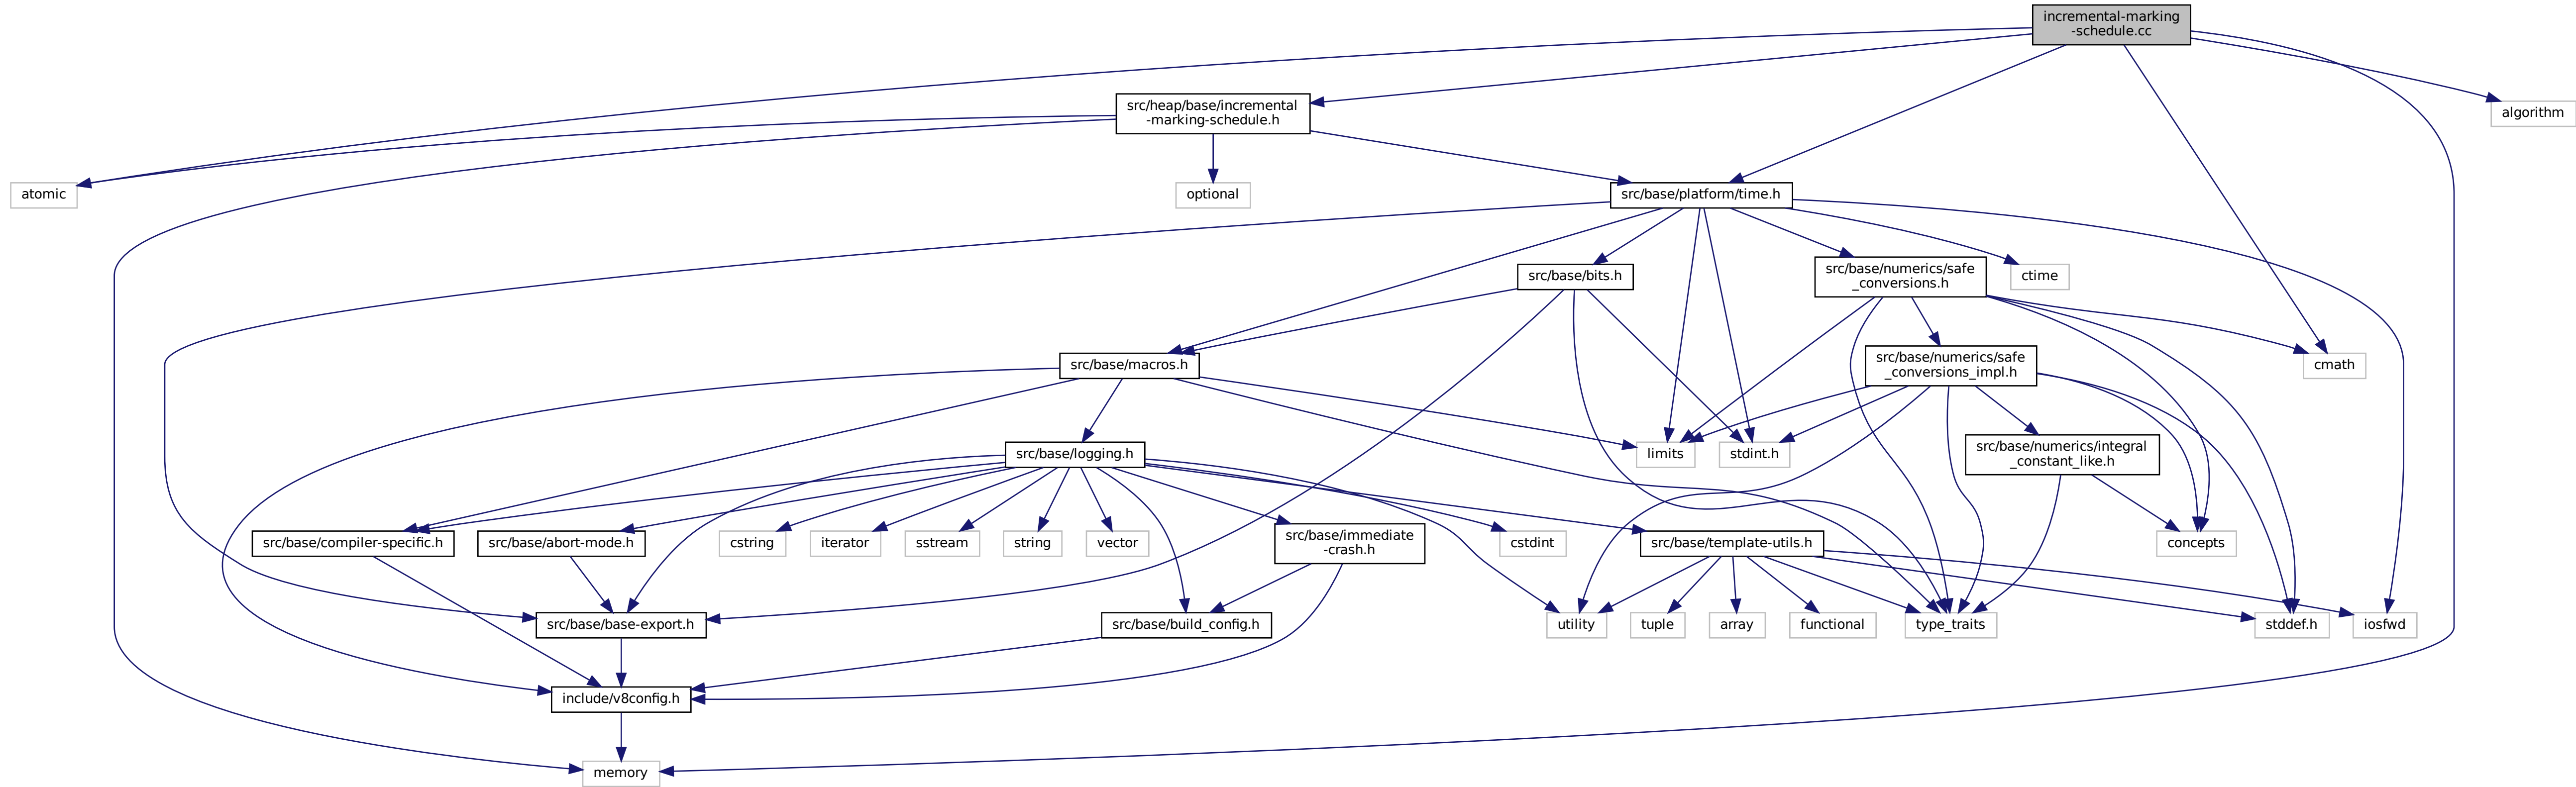 incremental-marking
-schedule.cc
src/heap/base/incremental
-marking-schedule.h
algorithm
atomic
optional
src/base/platform/time.h
src/base/bits.h
src/base/numerics/safe
_conversions.h
ctime
src/base/macros.h
src/base/numerics/safe
_conversions_impl.h
cmath
src/base/logging.h
limits
stdint.h
src/base/numerics/integral
_constant_like.h
src/base/compiler-specific.h
src/base/abort-mode.h
cstring
iterator
sstream
string
vector
src/base/immediate
-crash.h
cstdint
src/base/template-utils.h
concepts
src/base/base-export.h
src/base/build_config.h
utility
tuple
array
functional
type_traits
stddef.h
iosfwd
include/v8config.h
memory